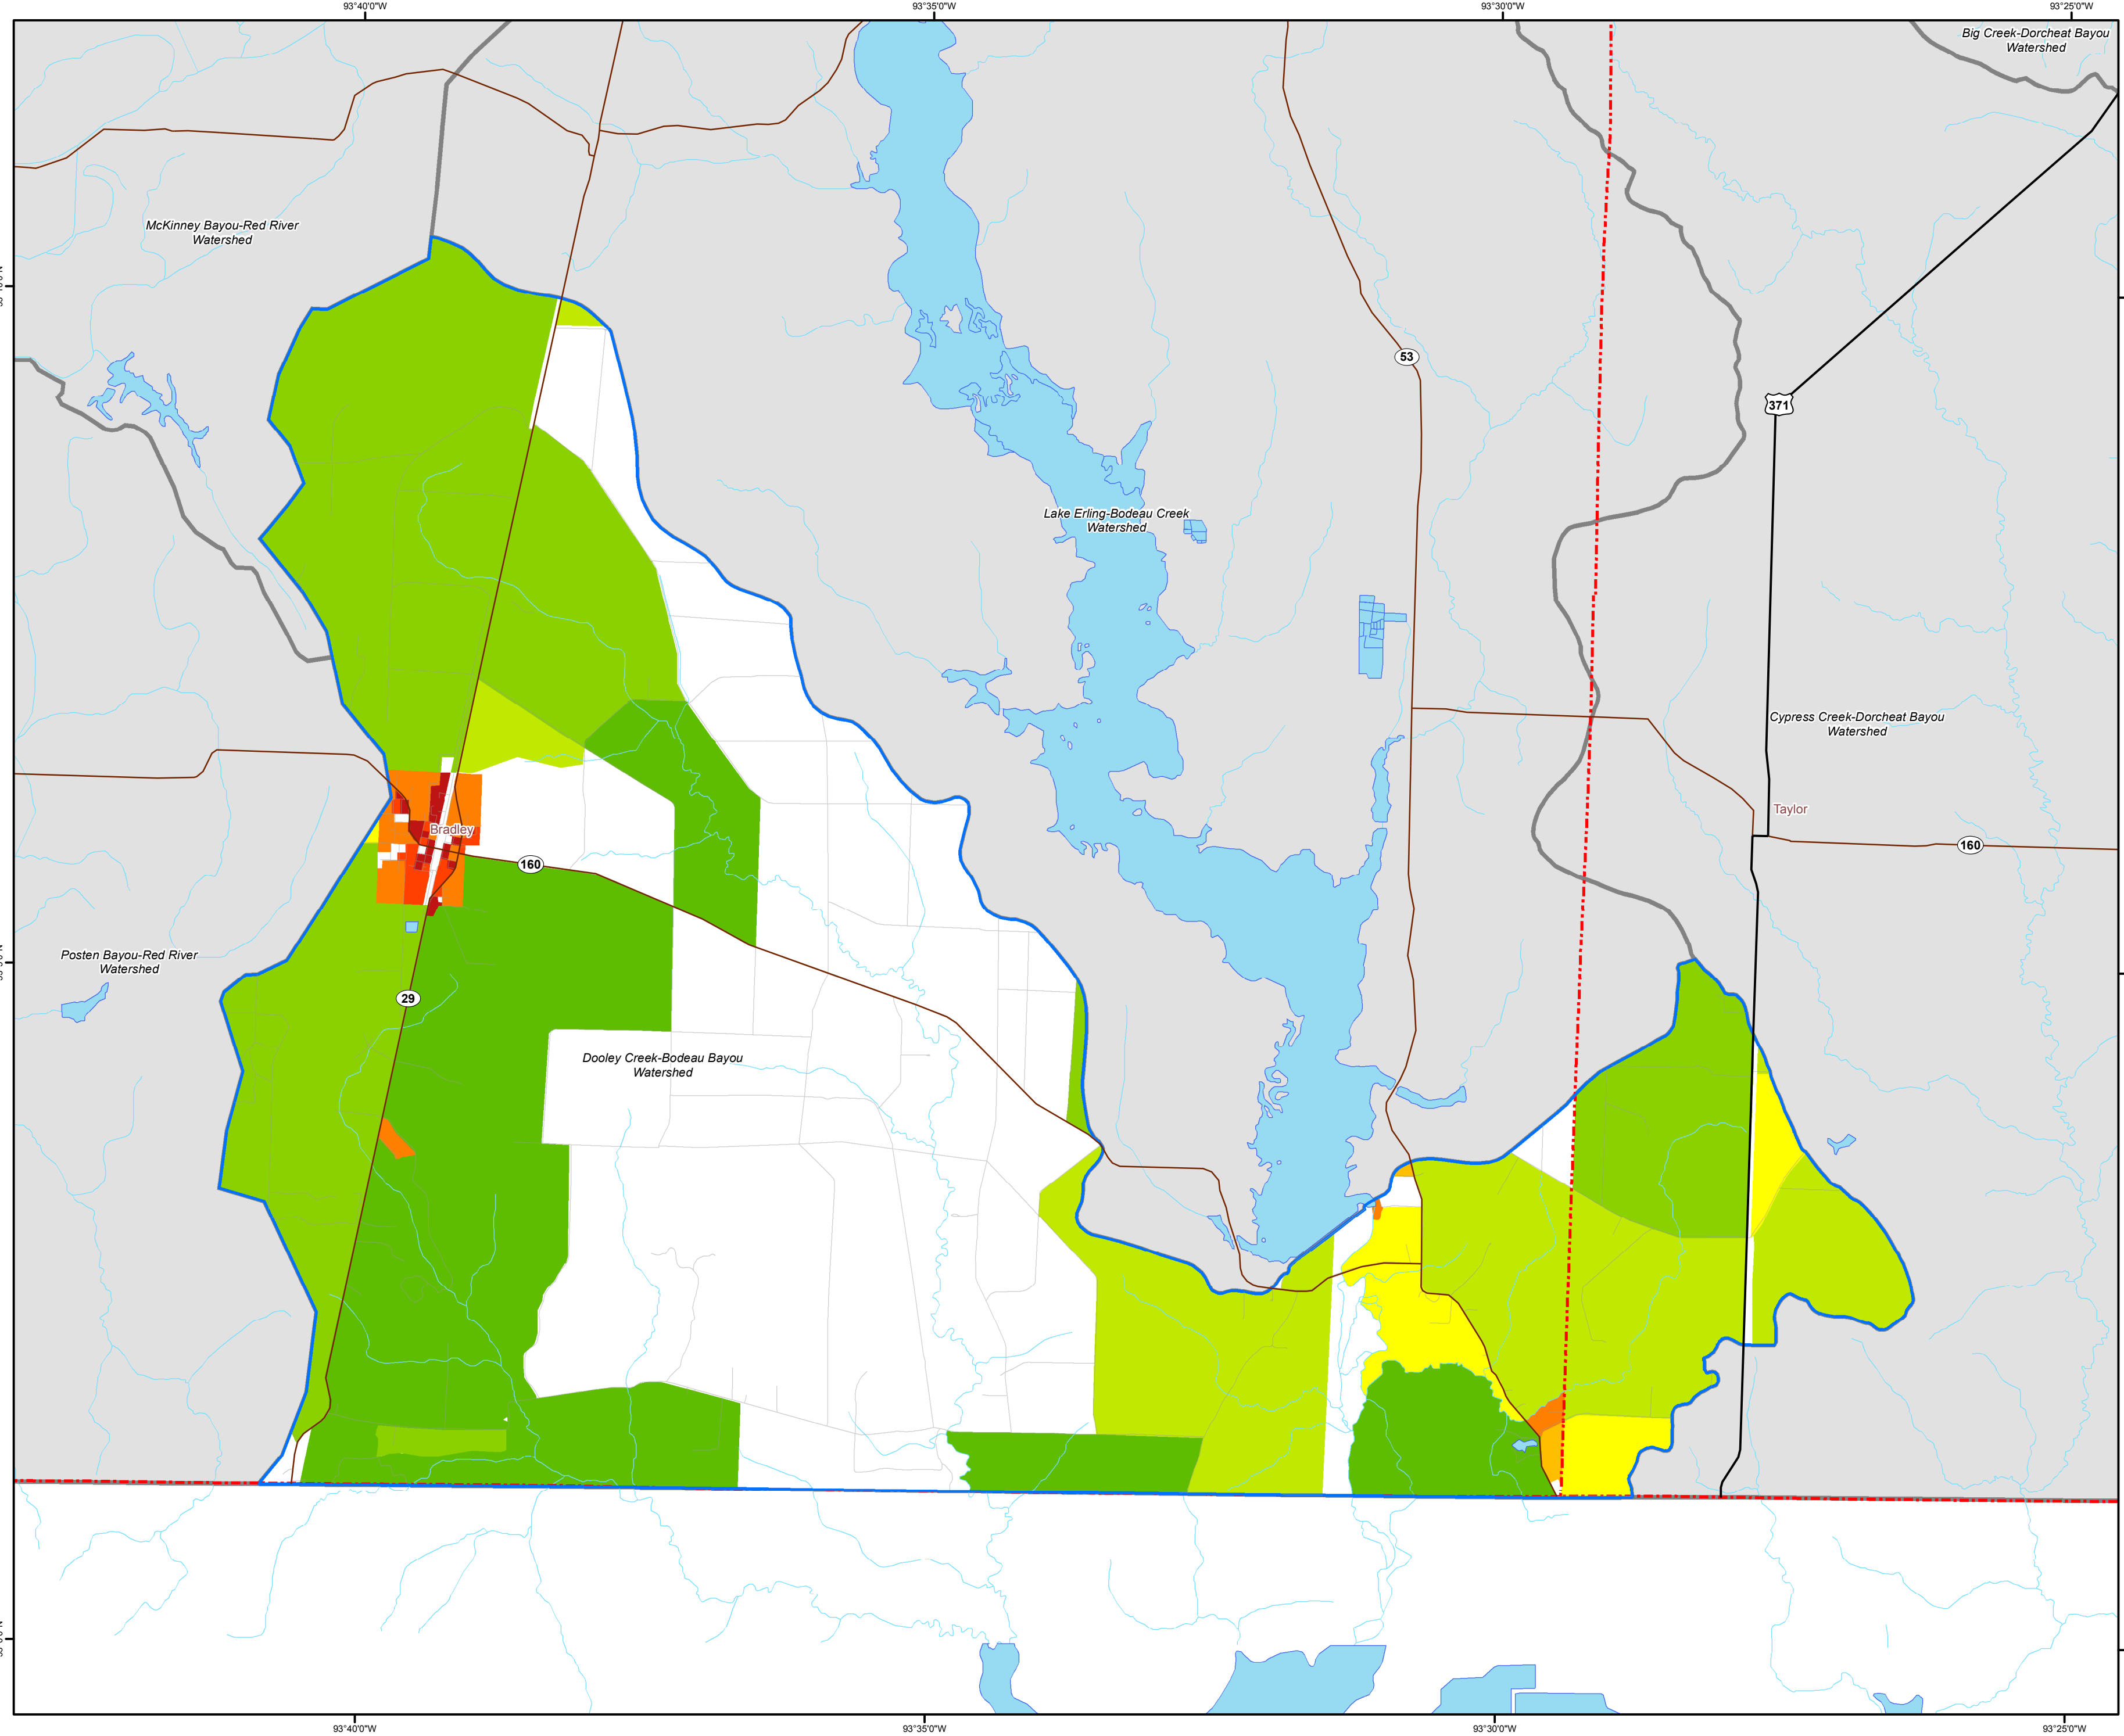 93°40'0"W
93°35'0"W
93°30'0"W
93°25'0"W
Big Creek-Dorcheat Bayou
Watershed
McKinney Bayou-Red River
Watershed
53
371
Lake Erling-Bodeau Creek
Watershed
Cypress Creek-Dorcheat Bayou
Watershed
Taylor
Bradley
160
160
Posten Bayou-Red River
Watershed
29
Dooley Creek-Bodeau Bayou
Watershed
93°40'0"W
93°35'0"W
93°30'0"W
93°25'0"W